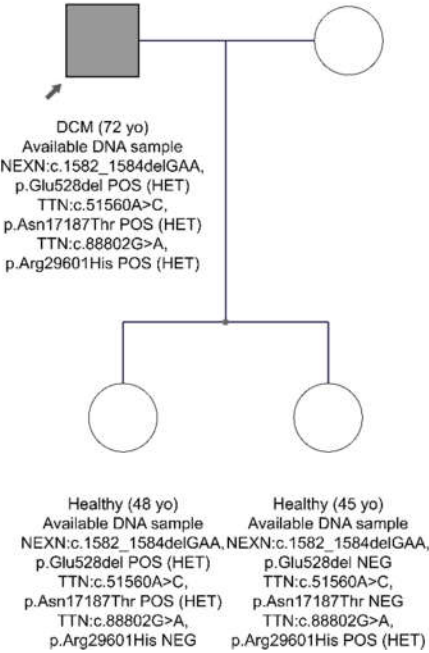 DCM (72 yo)
Available DNA sample
NEXN:c.1582_1584delGAA,
p.Glu528del POS (HET)
TTN:c.51560A>C,
p.Asn17187Thr POS (HET)
TTN:c.88802G>A,
p.Arg29601His POS (HET)
Healthy (48 yo)
Available DNA sample
NEXN:c.1582_1584delGAA,
p.Glu528del POS (HET)
TTN:c.51560A>C,
p.Asn17187Thr POS (HET)
TTN:c.88802G>A,
p.Arg29601His NEG
Healthy (45 yo)
Available DNA sample
NEXN:c.1582_1584delGAA,
p.Glu528del NEG
TTN:c.51560A>C,
p.Asn17187Thr NEG
TTN:c.88802G>A,
p.Arg29601His POS (HET)